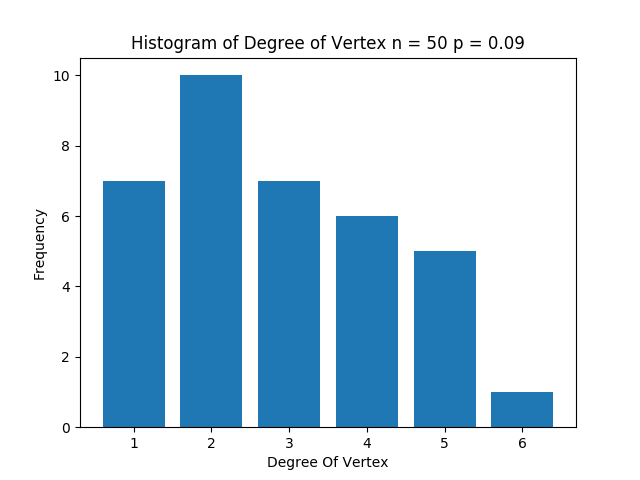 Histogram of Degree of Vertex n = 50 p = 0.09
10
8
6
4
2
0
Frequency
1 2 3 4 5 6
Degree Of Vertex